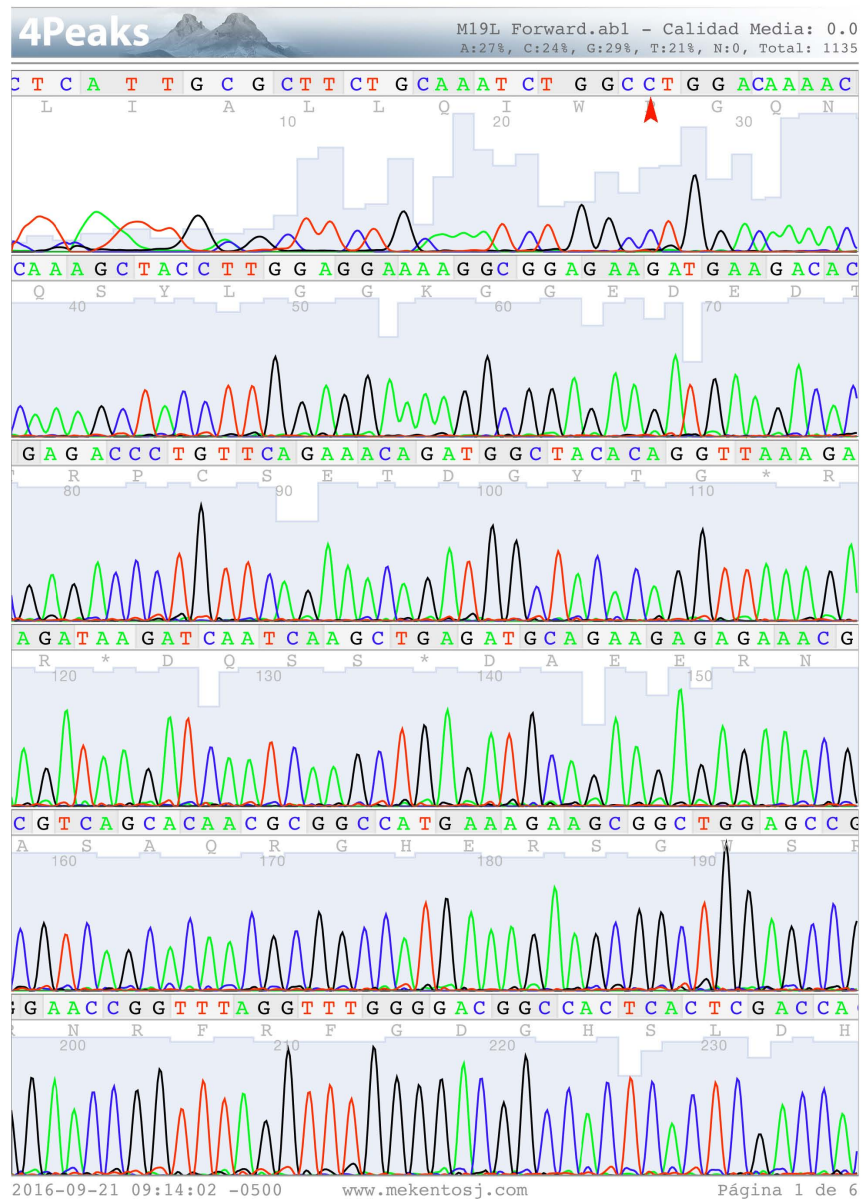 4Peaks
M19L Forward.ab1 - Calidad Media: 0.0
A:27%, C:24%, G:29%, T:21%, N:0, Total: 1135
C T C A T T G C G C T T C T G C A A A T C T G G C C T G G A C A A A A C
L I A L L Q I W G Q N
10 20 30
C A A A G C T A C C T T G G A G G A A A A G G C G G A G A A G A T G A A G A C A C
Q S Y L G G K G G E D E D T
40 50 60 70
G A G A C C C T G T T C A G A A A C A G A T G G C T A C A C A G G T T A A A G A
R P C S E T D G Y T G * R
80 90 100 110
A G A T A A G A T C A A T C A A G C T G A G A T G C A G A A G A G A G A A A C G
R * D Q S S * D A E E R N
120 130 140 150
C G T C A G C A C A A C G C G G C C A T G A A A G A A G C G G C T G G A G C C G
A S A Q R G H E R S G W S R
160 170 180 190
G G A A C C G G T T T A G G T T T G G G G A C G G C C A C T C A C T C G A C C A
N R F R F G D G H S L D H
200 210 220 230
2016-09-21 09:14:02 -0500 www.mekentosj.com Página 1 de 6